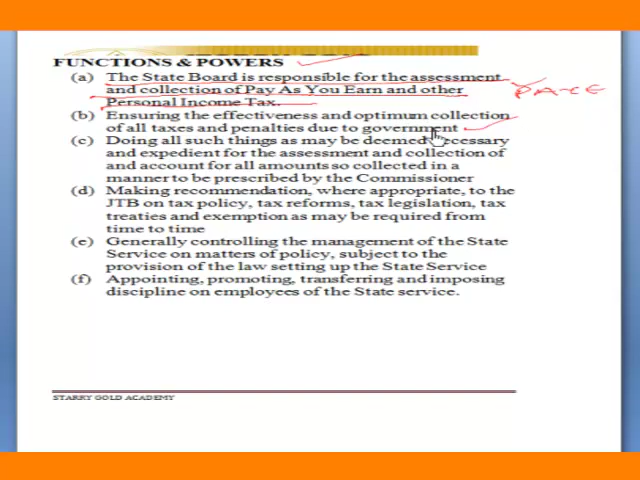 FUNCTIONS & POWERS
(a) The State Board is responsible for the assessment
and collection of Pay As You Earn and other
Personal Income Tax.
PAYE
(b) Ensuring the effectiveness and optimum collection
of all taxes and penalties due to government
(c) Doing all such things as may be deemed necessary
and expedient for the assessment and collection of
and account for all amounts so collected in a
manner to be prescribed by the Commissioner
(d) Making recommendation, where appropriate, to the
JTB on tax policy, tax reforms, tax legislation, tax
treaties and exemption as may be required from
time to time
(e) Generally controlling the management of the State
Service on matters of policy, subject to the
provision of the law setting up the State Service
(f) Appointing, promoting, transferring and imposing
discipline on employees of the State service.
STARRY GOLD ACADEMY